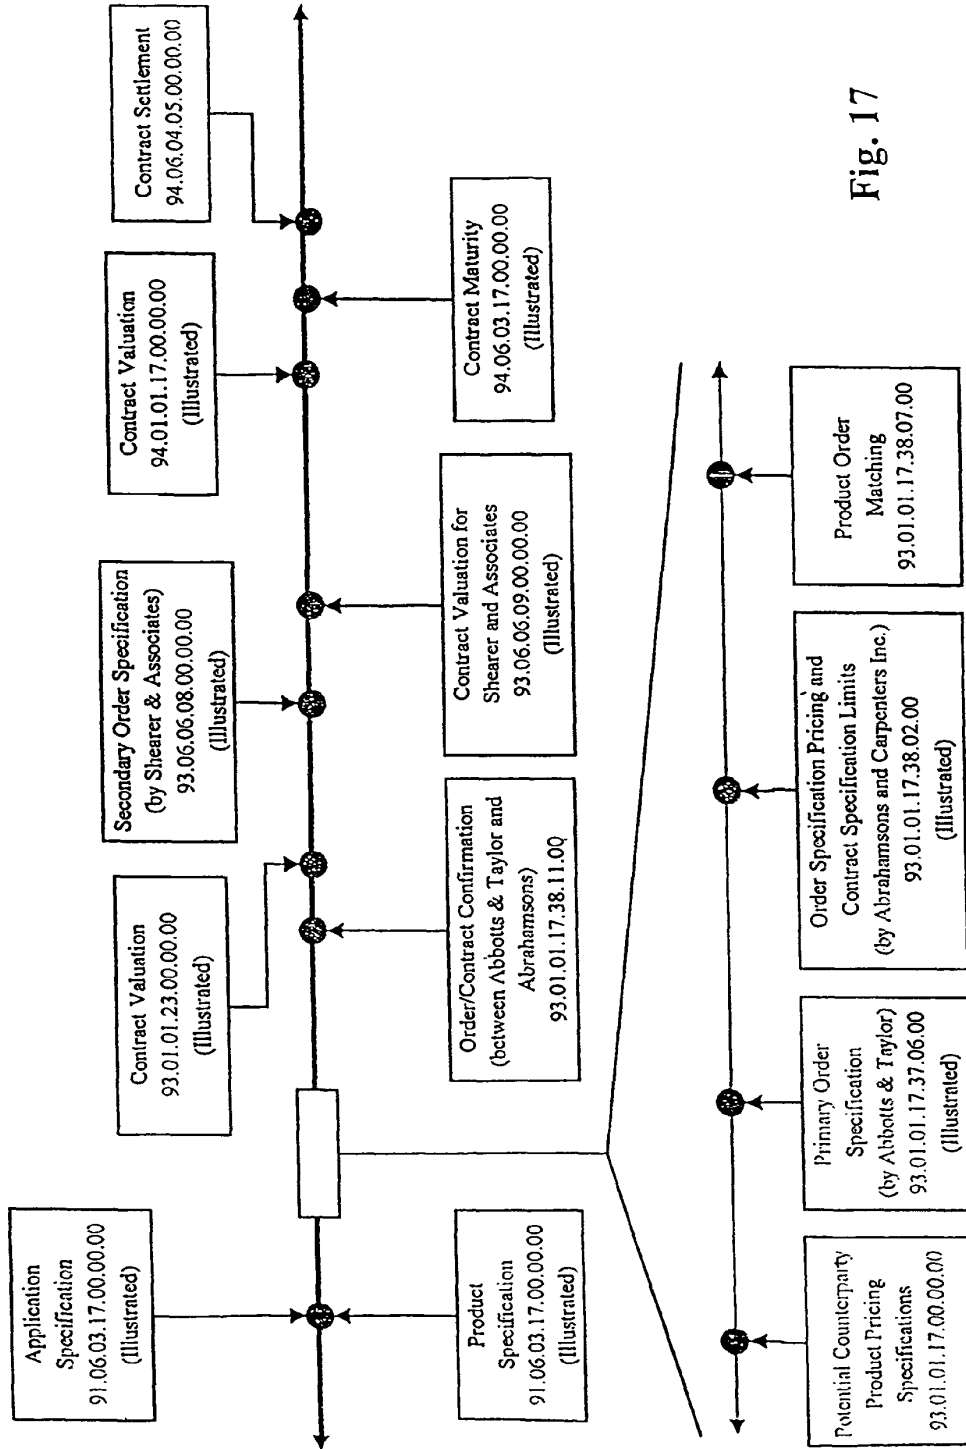 Application
Specification
91.06.03.17.00.00.00
(Illustrated)
Contract Valuation
93.01.01.23.00.00.00
(Illustrated)
Secondary Order Specification
(by Shearer & Associates)
93.06.06.08.00.00.00
(Illustrated)
Contract Valuation
94.01.01.17.00.00.00
(Illustrated)
Contract Settlement
94.06.04.05.00.00.00
Product
Specification
91.06.03.17.00.00.00
(Illustrated)
Order/Contract Confirmation
(between Abbotts & Taylor and
Abrahamsons)
93.01.01.17.38.11.00
Contract Valuation for
Shearer and Associates
93.06.06.09.00.00.00
(Illustrated)
Contract Maturity
94.06.03.17.00.00.00
(Illustrated)
Potential Counterparty
Product Pricing
Specifications
93.01.01.17.00.00.00
Primary Order
Specification
(by Abbotts & Taylor)
93.01.01.17.37.06.00
(Illustrated)
Order Specification Pricing and
Contract Specification Limits
(by Abrahamsons and Carpenters Inc.)
93.01.01.17.38.02.00
(Illustrated)
Product Order
Matching
93.01.01.17.38.07.00
Fig. 17